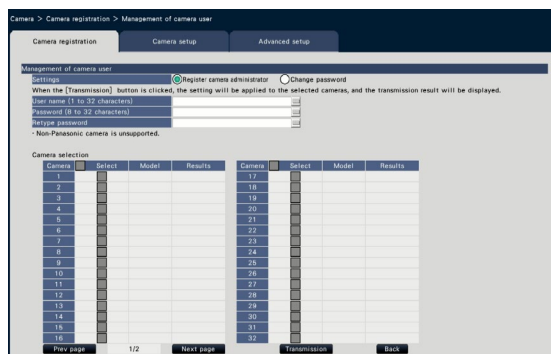 Camera > Camera registration > Management of camera user
Camera registration Camera setup Advanced setup
Management of camera user
Settings Register camera administrator Change password
When the [Transmission] button is clicked, the setting will be applied to the selected cameras, and the transmission result will be displayed.
User name (1 to 32 characters)
Password (8 to 32 characters)
Retype password
- Non-Panasonic camera is unsupported.
Camera selection
Camera Select Model Results Camera Select Model Results
1 17
2 18
3 19
4 20
5 21
6 22
7 23
8 24
9 25
10 26
11 27
12 28
13 29
14 30
15 31
16 32
Prev page 1/2 Next page Transmission Back